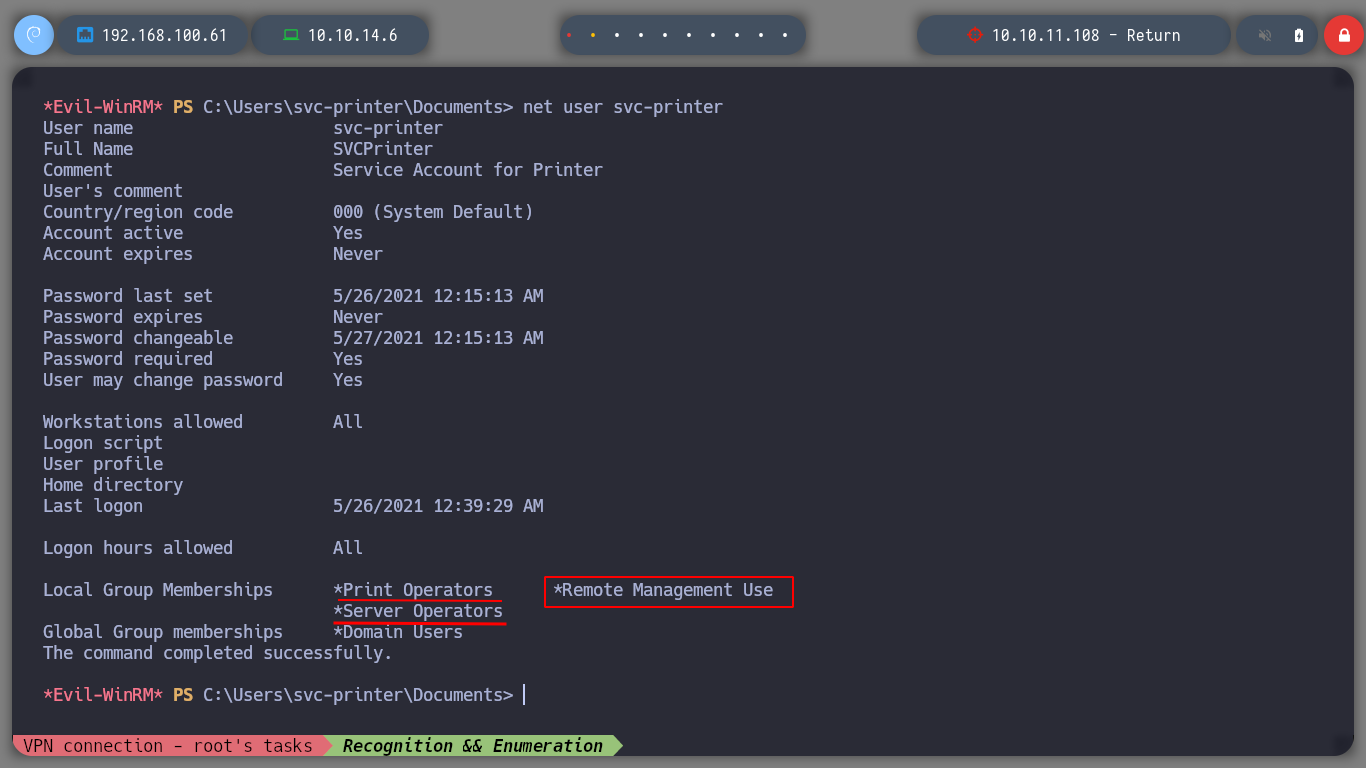 192.168.100.61 10.10.14.6 10.10.11.108 - Return
*Evil-WinRM* PS C:\Users\svc-printer\Documents> net user svc-printer
User name                    svc-printer
Full Name                    SVCPrinter
Comment                      Service Account for Printer
User's comment
Country/region code          000 (System Default)
Account active               Yes
Account expires              Never
Password last set            5/26/2021 12:15:13 AM
Password expires             Never
Password changeable          5/27/2021 12:15:13 AM
Password required            Yes
User may change password     Yes
Workstations allowed         All
Logon script
User profile
Home directory
Last logon                   5/26/2021 12:39:29 AM
Logon hours allowed          All
Local Group Memberships      *Print Operators      *Remote Management Use
*Server Operators
Global Group memberships     *Domain Users
The command completed successfully.
*Evil-WinRM* PS C:\Users\svc-printer\Documents>
VPN connection - root's tasks Recognition && Enumeration